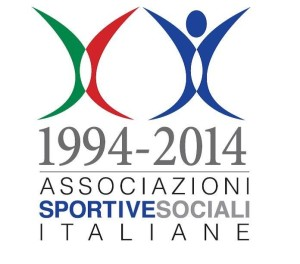 1994-2014
ASSOCIAZIONI
SPORTIVESOCIALI
ITALIANE